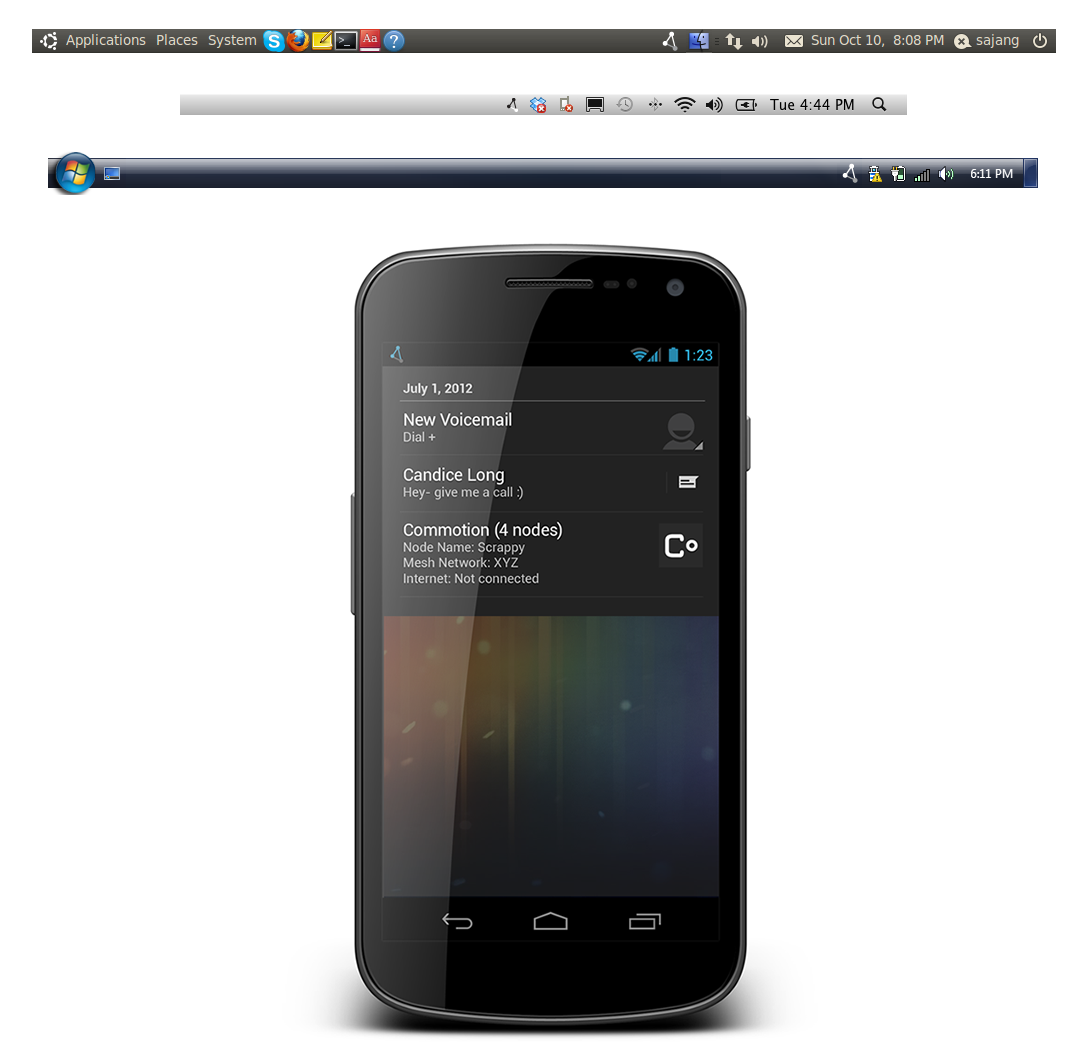 Applications Places System Aa ? Sun Oct 10, 8:08 PM sajang
Tue 4:44 PM
6:11 PM
1:23
July 1, 2012
New Voicemail
Dial +
Candice Long
Hey- give me a call :)
Commotion (4 nodes)
Node Name: Scrappy
Mesh Network: XYZ
Internet: Not connected